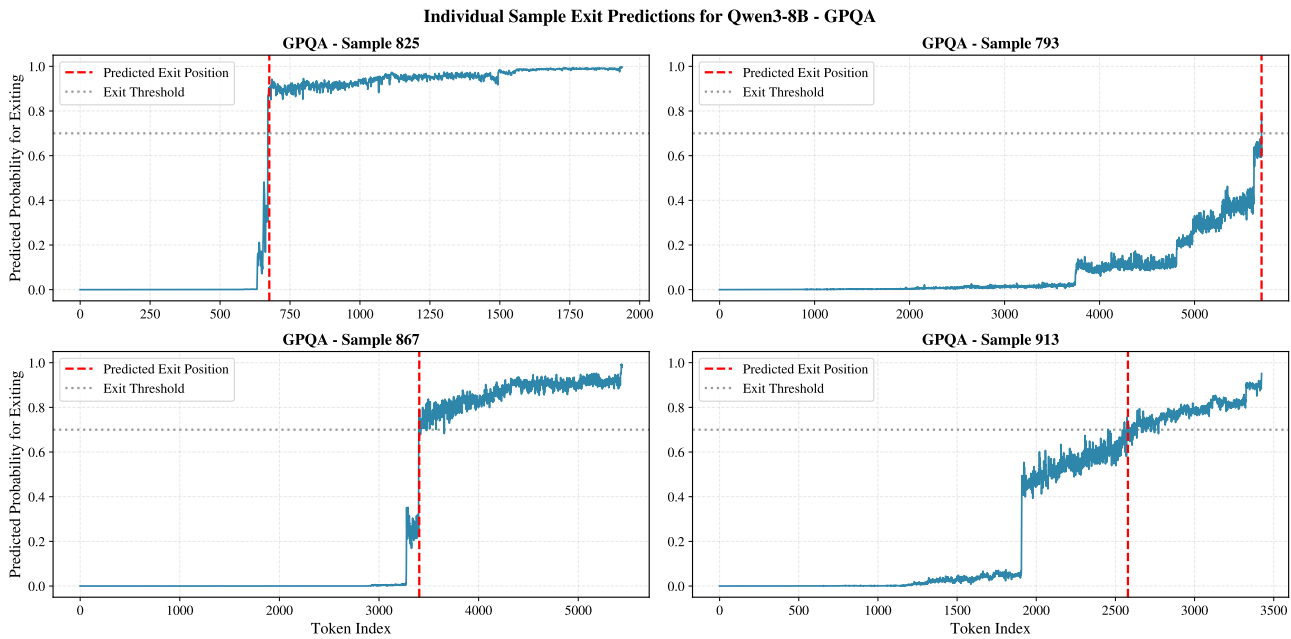 Individual Sample Exit Predictions for Qwen3-8B - GPQA
GPQA - Sample 825
Predicted Probability for Exiting
1.0
0.8
0.6
0.4
0.2
0.0
Predicted Exit Position
Exit Threshold
0 250 500 750 1000 1250 1500 1750 2000
GPQA - Sample 793
1.0
0.8
0.6
0.4
0.2
0.0
Predicted Exit Position
Exit Threshold
0 1000 2000 3000 4000 5000
GPQA - Sample 867
Predicted Probability for Exiting
1.0
0.8
0.6
0.4
0.2
0.0
Predicted Exit Position
Exit Threshold
0 1000 2000 3000 4000 5000
Token Index
GPQA - Sample 913
1.0
0.8
0.6
0.4
0.2
0.0
Predicted Exit Position
Exit Threshold
0 500 1000 1500 2000 2500 3000 3500
Token Index